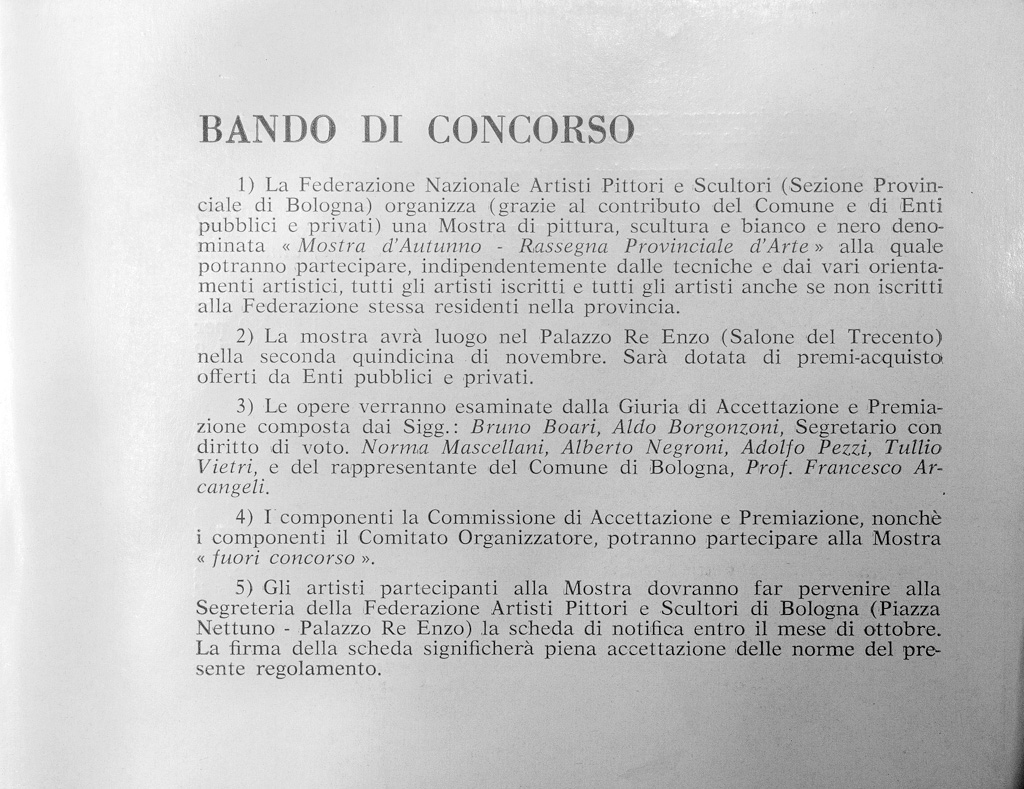 BANDO DI CONCORSO
1) La Federazione Nazionale Artisti Pittori e Scultori (Sezione Provin-
ciale di Bologna) organizza (grazie al contributo del Comune e di Enti
pubblici e privati) una Mostra di pittura, scultura e bianco e nero deno-
minata « Mostra d'Autunno - Rassegna Provinciale d'Arte » alla quale
potranno partecipare, indipendentemente dalle tecniche e dai vari orienta-
menti artistici, tutti gli artisti iscritti e tutti gli artisti anche se non iscritti
alla Federazione stessa residenti nella provincia.
2) La mostra avrà luogo nel Palazzo Re Enzo (Salone del Trecento)
nella seconda quindicina di novembre. Sarà dotata di premi-acquisto
offerti da Enti pubblici e privati.
3) Le opere verranno esaminate dalla Giuria di Accettazione e Premia-
zione composta dai Sigg.: Bruno Boari, Aldo Borgonzoni, Segretario con
diritto di voto. Norma Mascellani, Alberto Negroni, Adolfo Pezzi, Tullio
Vietri, e del rappresentante del Comune di Bologna, Prof. Francesco Ar-
cangeli.
4) I componenti la Commissione di Accettazione e Premiazione, nonchè
i componenti il Comitato Organizzatore, potranno partecipare alla Mostra
« fuori concorso ».
5) Gli artisti partecipanti alla Mostra dovranno far pervenire alla
Segreteria della Federazione Artisti Pittori e Scultori di Bologna (Piazza
Nettuno - Palazzo Re Enzo) la scheda di notifica entro il mese di ottobre.
La firma della scheda significherà piena accettazione delle norme del pre-
sente regolamento.